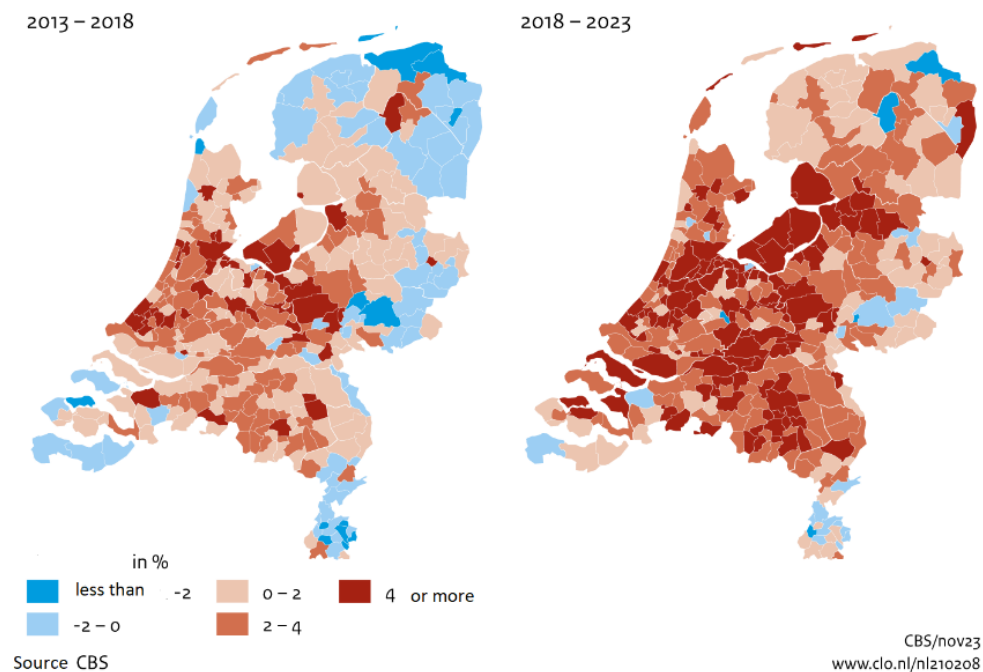 2013 – 2018
2018 – 2023
in %
less than -2
-2 – 0
0 – 2
2 – 4
4 or more
CBS/nov23
Source CBS
www.clo.nl/nl210208